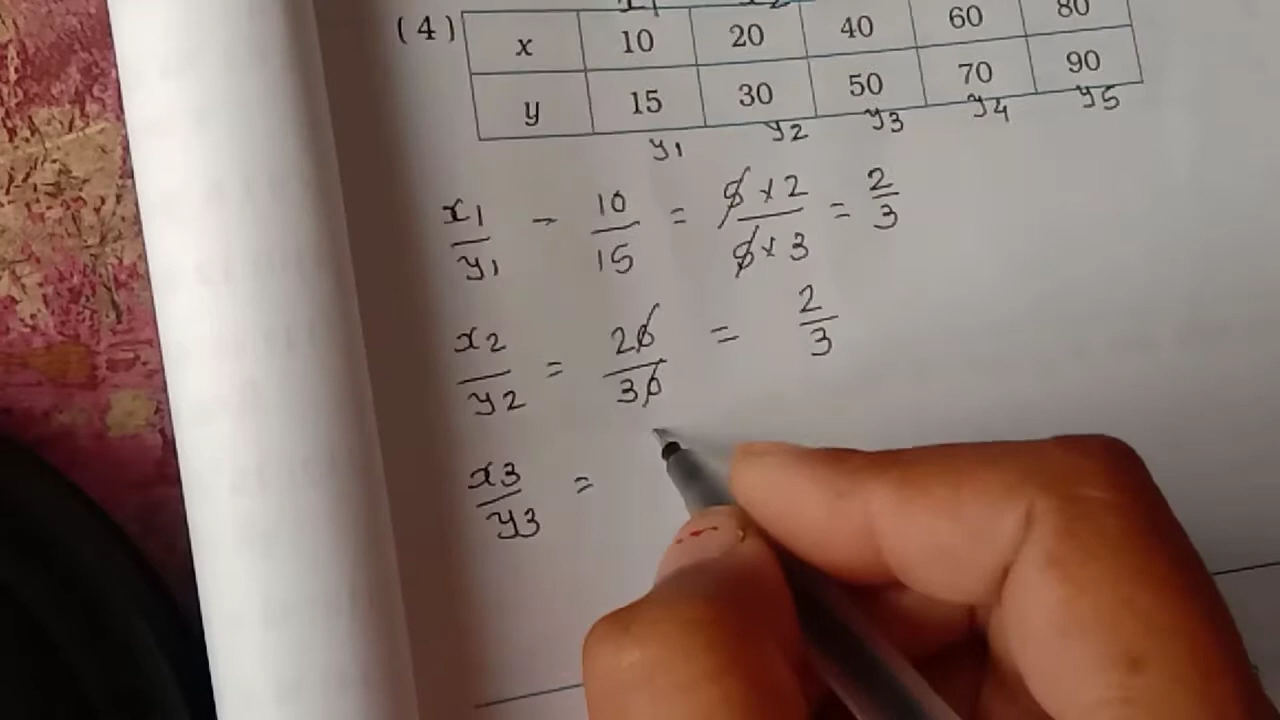 (4) x 10 20 40 60 80
y 15 30 50 70 90
y1 y2 y3 y4 y5
x1/y1 - 10/15 = 5×2/5×3 = 2/3
x2/y2 = 20/30 = 2/3
x3/y3 =